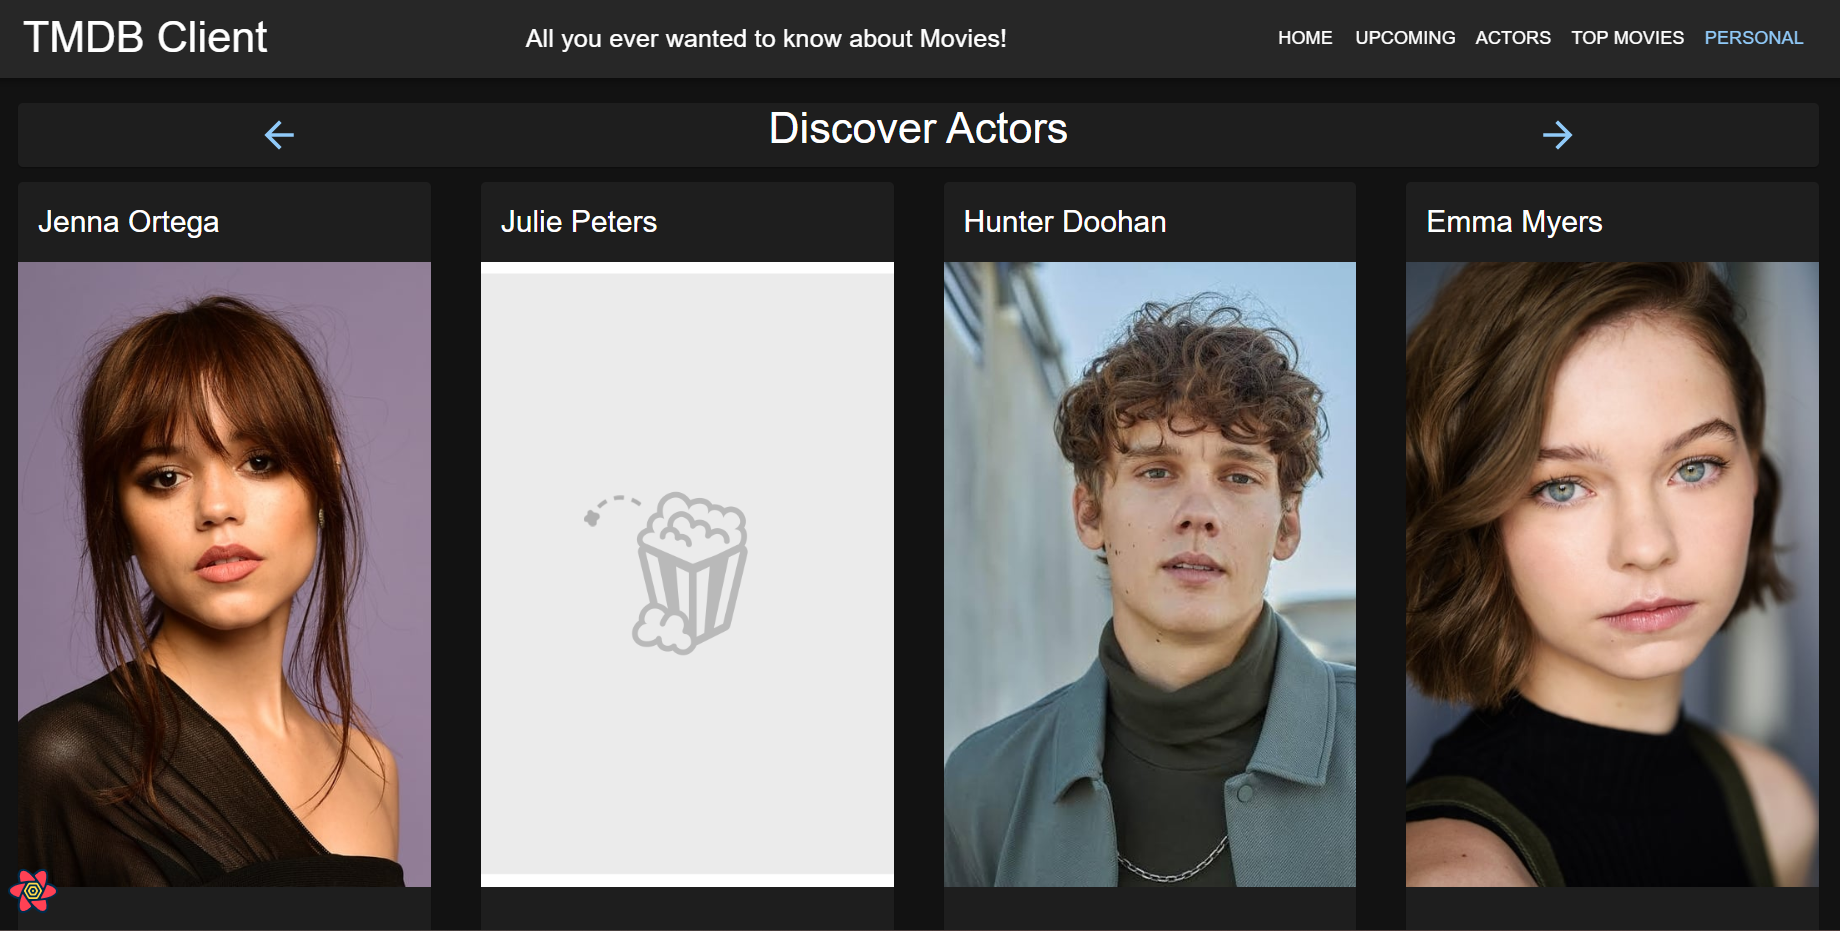 TMDB Client
All you ever wanted to know about Movies!
HOME UPCOMING ACTORS TOP MOVIES PERSONAL
Discover Actors
Jenna Ortega
Julie Peters
Hunter Doohan
Emma Myers